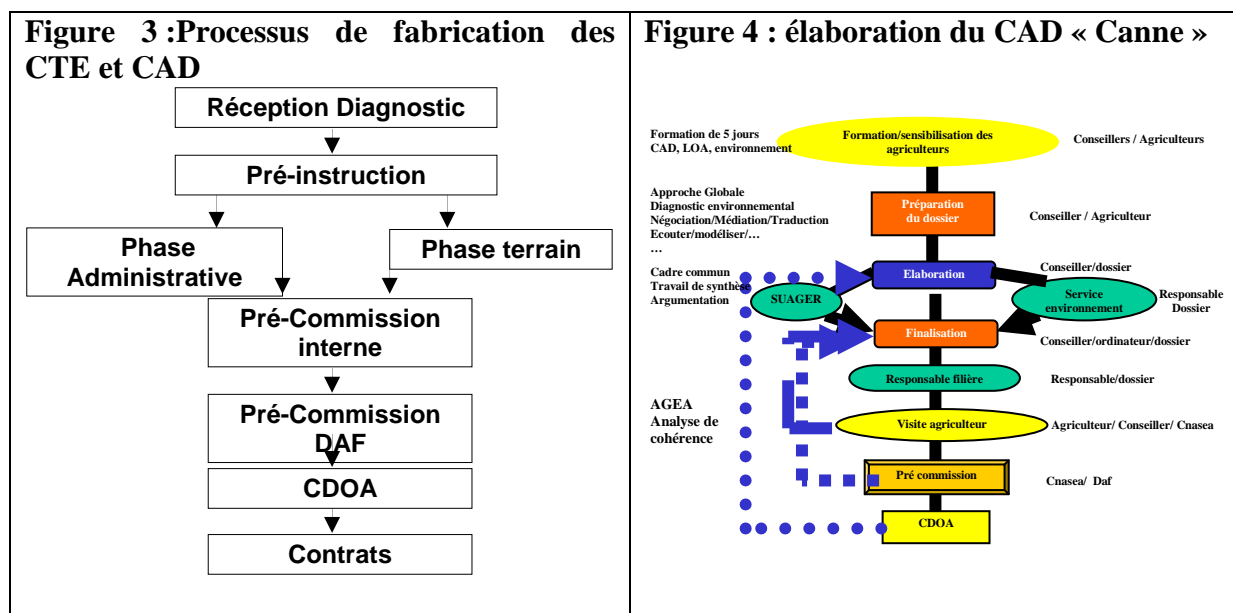 Figure 3 :Processus de fabrication des
CTE et CAD
Réception Diagnostic
Pré-instruction
Phase
Administrative
Phase terrain
Pré-Commission
interne
Pré-Commission
DAF
CDOA
Contrats
Figure 4 : élaboration du CAD « Canne »
Formation de 5 jours
CAD, LOA, environnement
Formation/sensibilisation des
agriculteurs
Conseillers / Agriculteurs
Approche Globale
Diagnostic environnemental
Négociation/Médiation/Traduction
Ecouter/modéliser/…
…
Préparation
du dossier
Conseiller / Agriculteur
Cadre commun
Travail de synthèse
Argumentation
Elaboration
Conseiller/dossier
SUAGER
Service
environnement
Responsable
Dossier
Finalisation
Conseiller/ordinateur/dossier
Responsable filière
Responsable/dossier
AGEA
Analyse de
cohérence
Visite agriculteur
Agriculteur/ Conseiller/ Cnasea
Pré commission
Cnasea/ Daf
CDOA